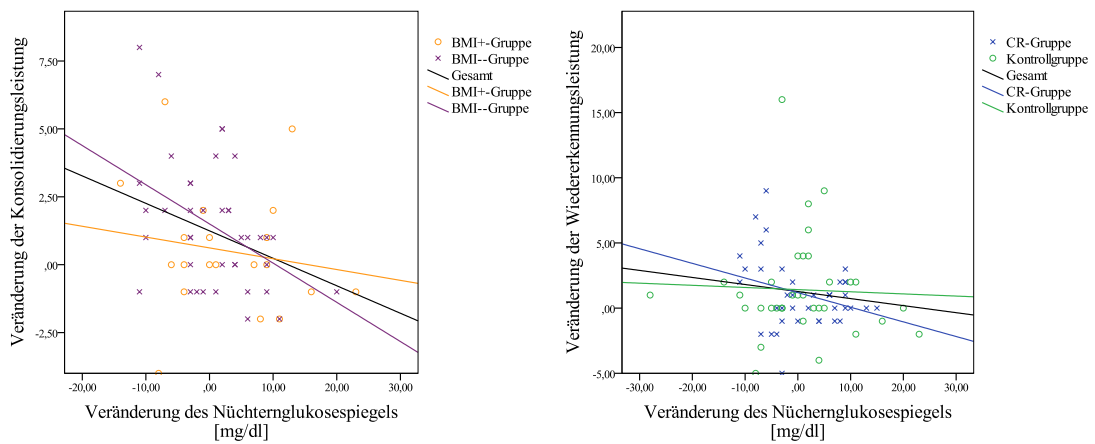 Veränderung der Konsolidierungsleistung
7,50
5,00
2,50
,00
-2,50
-20,00 -10,00 ,00 10,00 20,00 30,00
Veränderung des Nüchternglukosespiegels
[mg/dl]
BMI+-Gruppe
BMI--Gruppe
Gesamt
BMI+-Gruppe
BMI--Gruppe
Veränderung der Wiedererkennungsleistung
20,00
15,00
10,00
5,00
,00
-5,00
-30,00 -20,00 -10,00 ,00 10,00 20,00 30,00
Veränderung des Nüchernglukosespiegels
[mg/dl]
CR-Gruppe
Kontrollgruppe
Gesamt
CR-Gruppe
Kontrollgruppe